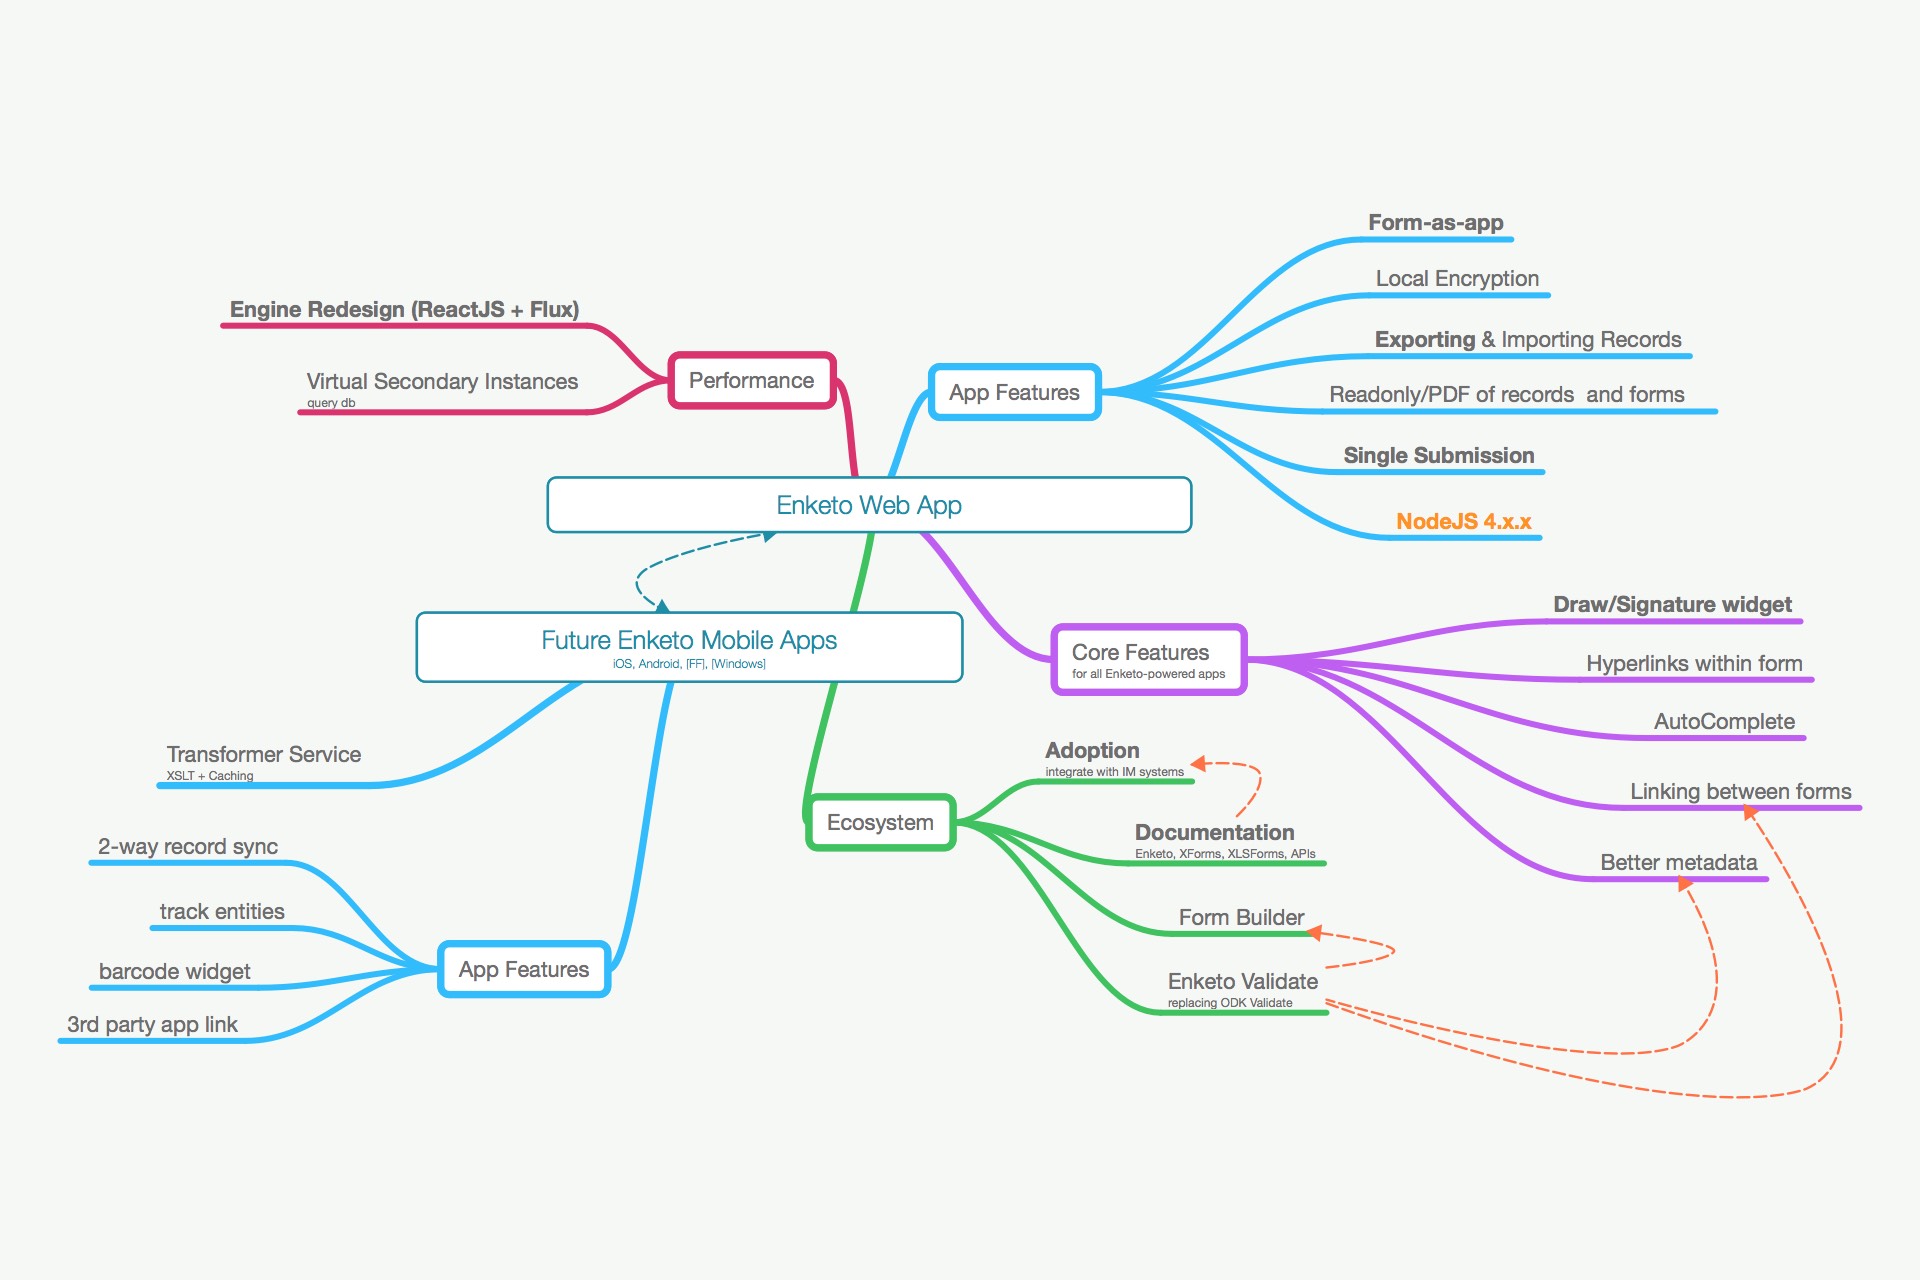 Form-as-app
Local Encryption
Exporting & Importing Records
Readonly/PDF of records  and forms
Single Submission
NodeJS 4.x.x
App Features
Engine Redesign (ReactJS + Flux)
Virtual Secondary Instances
query db
Performance
Enketo Web App
Future Enketo Mobile Apps
iOS, Android, [FF], [Windows]
Core Features
for all Enketo-powered apps
Draw/Signature widget
Hyperlinks within form
AutoComplete
Linking between forms
Better metadata
Transformer Service
XSLT + Caching
Ecosystem
Adoption
integrate with IM systems
Documentation
Enketo, XForms, XLSForms, APIs
Form Builder
Enketo Validate
replacing ODK Validate
App Features
2-way record sync
track entities
barcode widget
3rd party app link